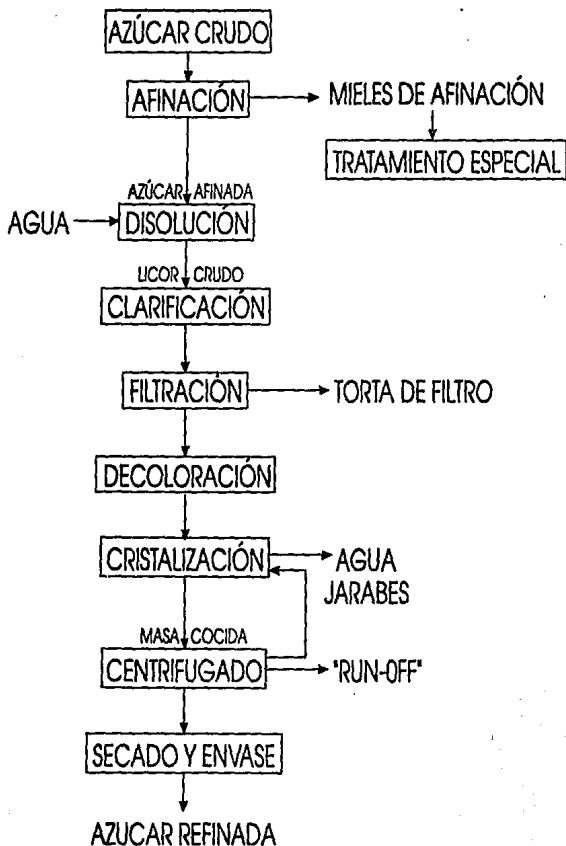 AZÚCAR CRUDO
AFINACIÓN
MIELES DE AFINACIÓN
TRATAMIENTO ESPECIAL
AZÚCAR AFINADA
AGUA
DISOLUCIÓN
LICOR CRUDO
CLARIFICACIÓN
FILTRACIÓN
TORTA DE FILTRO
DECOLORACIÓN
CRISTALIZACIÓN
AGUA
JARABES
MASA COCIDA
CENTRIFUGADO
"RUN-OFF"
SECADO Y ENVASE
AZUCAR REFINADA